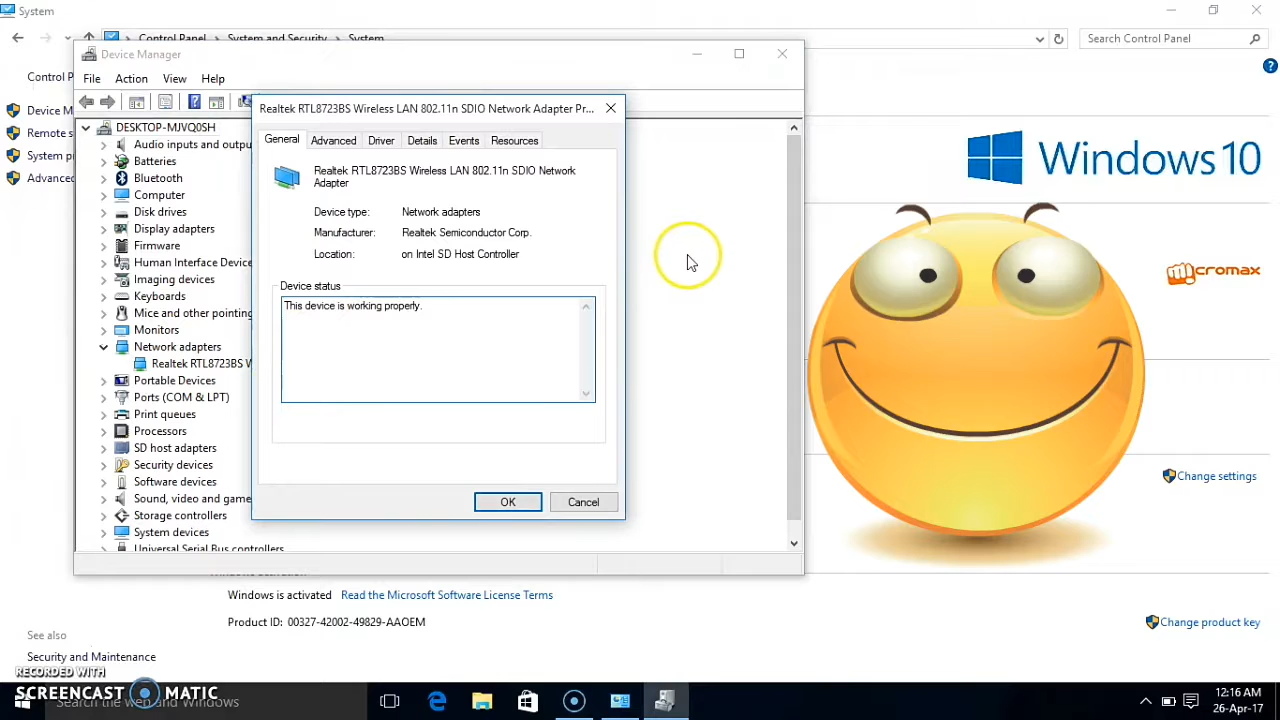 System
Control Panel
System and Security
System
Search Control Panel
Control P
Device M
Remote s
System p
Advanced
Device Manager
File Action View Help
DESKTOP-MJVQ0SH
Audio inputs and outpu
Batteries
Bluetooth
Computer
Disk drives
Display adapters
Firmware
Human Interface Device
Imaging devices
Keyboards
Mice and other pointing
Monitors
Network adapters
Realtek RTL8723BS W
Portable Devices
Ports (COM & LPT)
Print queues
Processors
SD host adapters
Security devices
Software devices
Sound, video and game
Storage controllers
System devices
Universal Serial Bus controllers
Realtek RTL8723BS Wireless LAN 802.11n SDIO Network Adapter Pr...
General Advanced Driver Details Events Resources
Realtek RTL8723BS Wireless LAN 802.11n SDIO Network
Adapter
Device type: Network adapters
Manufacturer: Realtek Semiconductor Corp.
Location: on Intel SD Host Controller
Device status
This device is working properly.
OK Cancel
Windows 10
micromax
Change settings
Windows is activated Read the Microsoft Software License Terms
Product ID: 00327-42002-49829-AAOEM
Change product key
See also
Security and Maintenance
RECORDED WITH
SCREENCAST MATIC
Search the web and Windows
12:16 AM
26-Apr-17